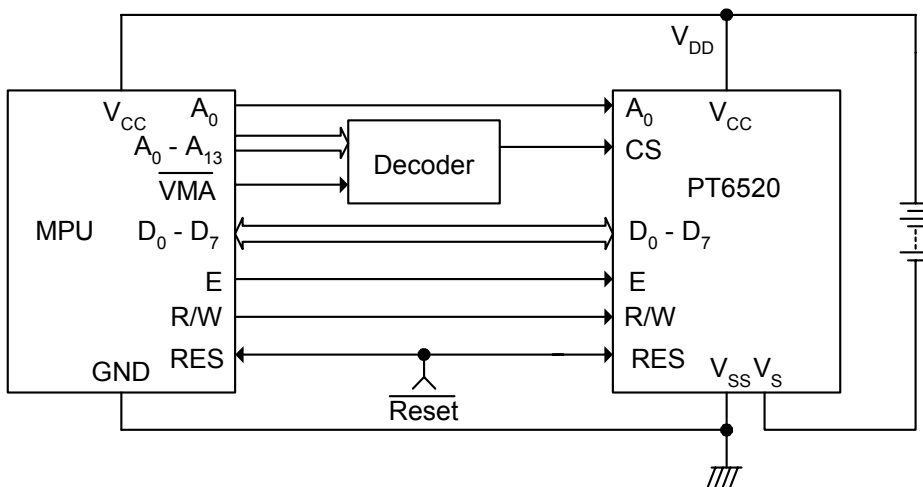 V_DD
V_CC A_0
A_0 - A_13
VMA
MPU D_0 - D_7
E
R/W
RES
GND
Decoder
Reset
A_0 V_CC
CS
PT6520
D_0 - D_7
E
R/W
RES
V_SS V_S